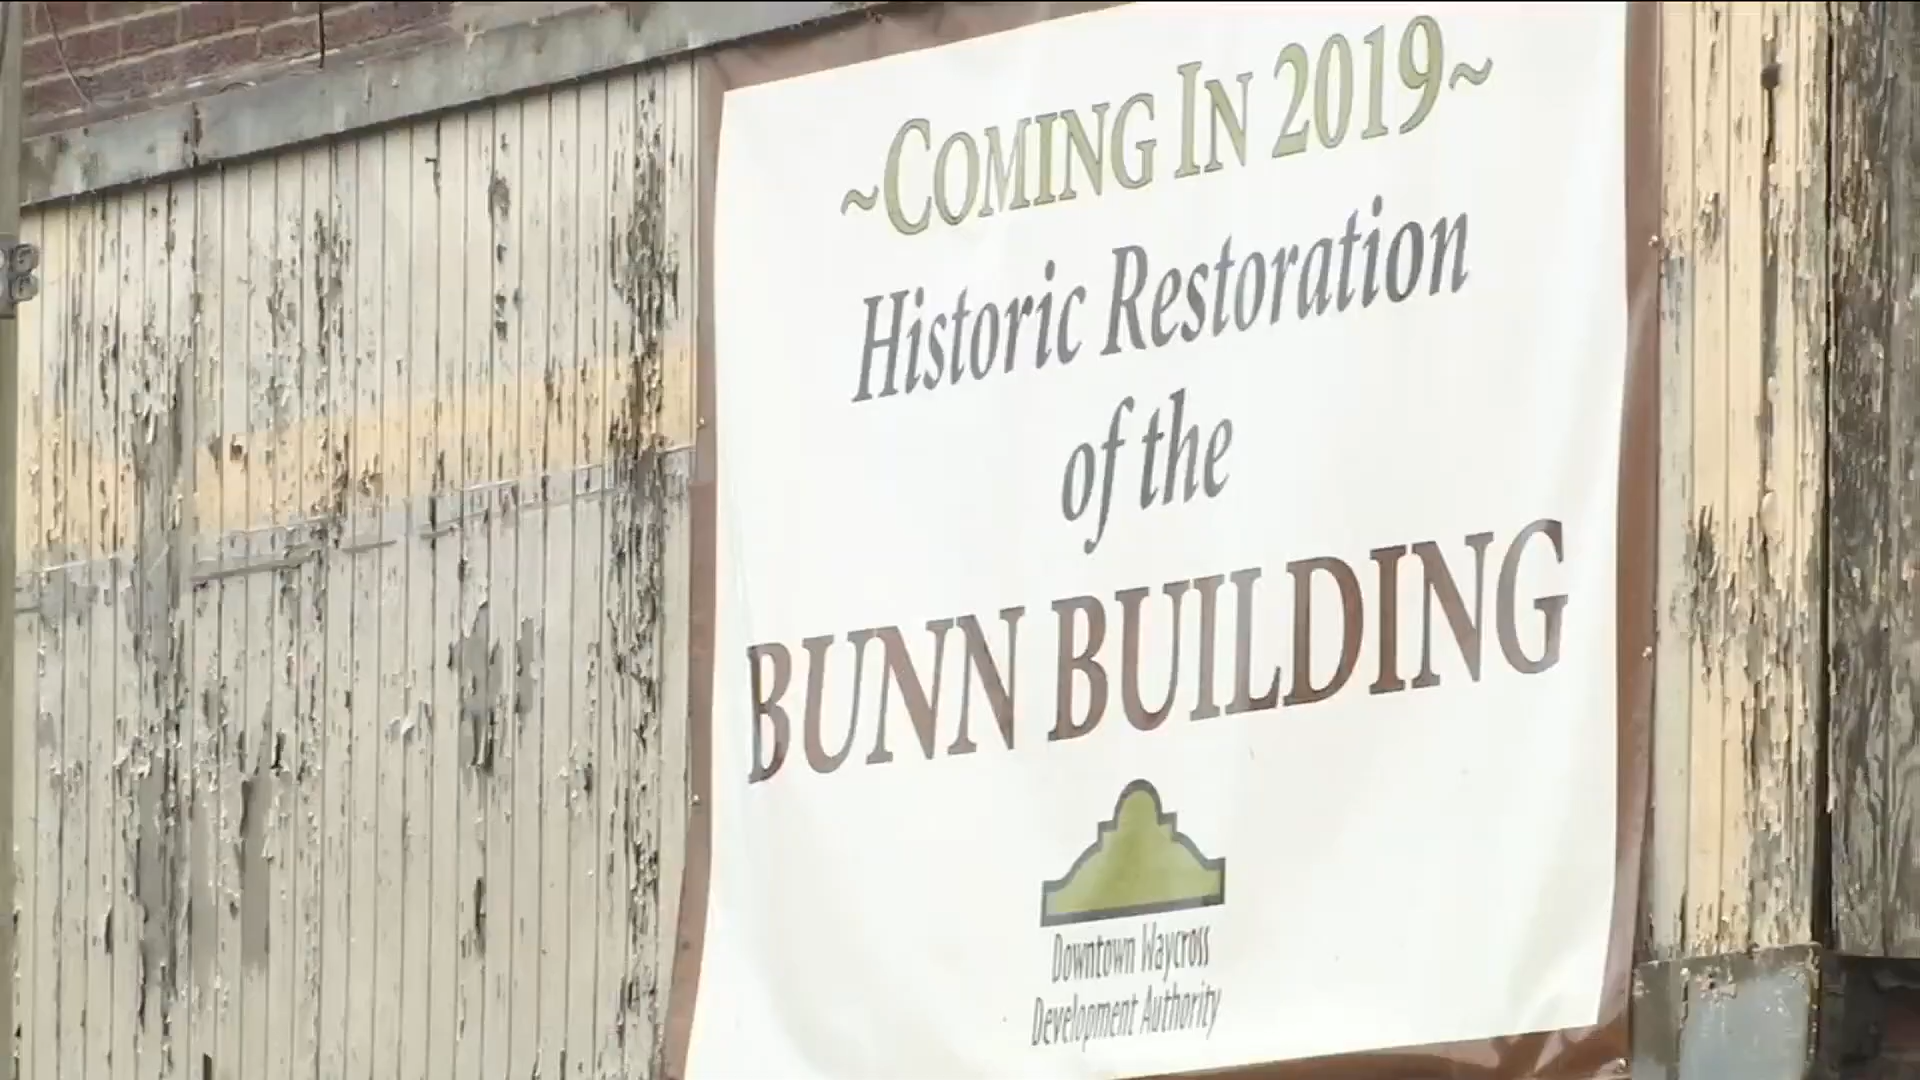 ~COMING IN 2019~
Historic Restoration
of the
BUNN BUILDING
Downtown Waycross
Development Authority